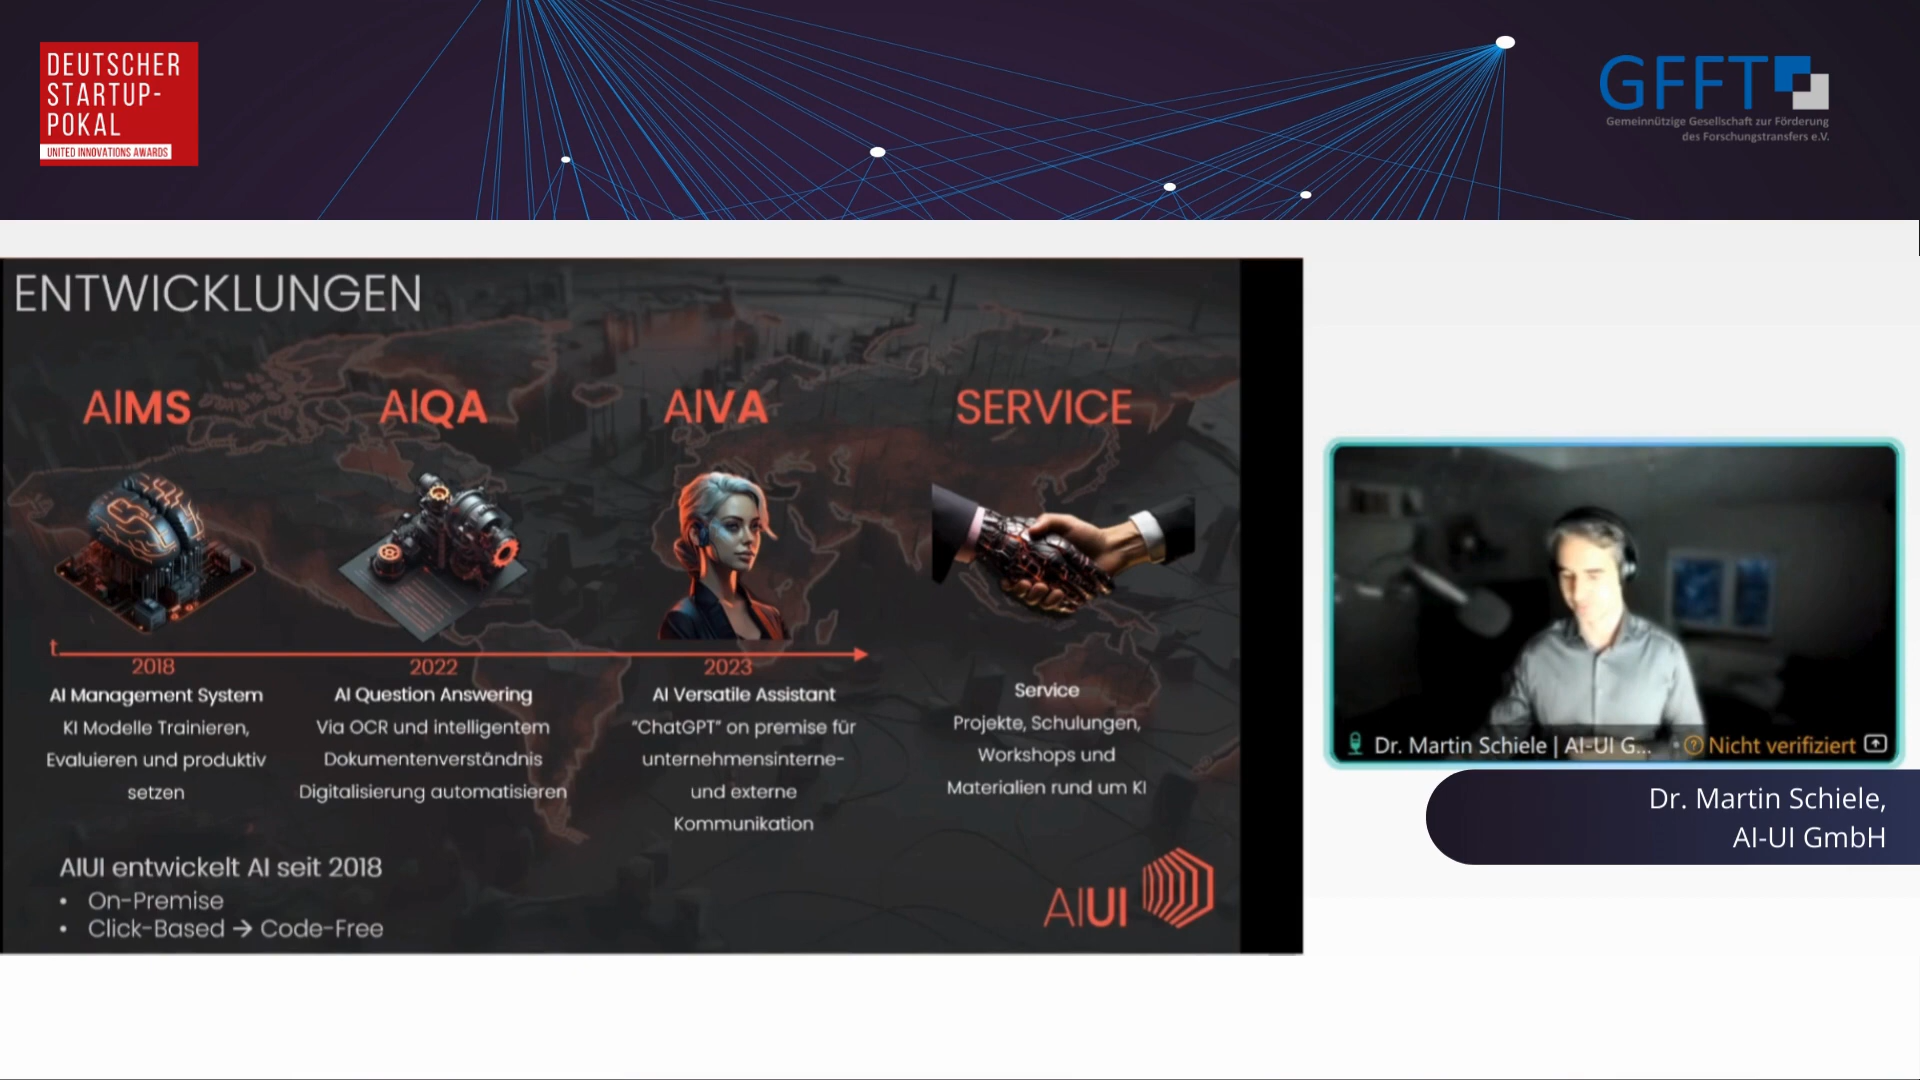 DEUTSCHER
STARTUP-
POKAL
UNITED INNOVATIONS AWARDS
GFFT
Gemeinnützige Gesellschaft zur Förderung
des Forschungstransfers e.V.
ENTWICKLUNGEN
AIMS
AIQA
AIVA
SERVICE
t
2018
2022
2023
AI Management System
KI Modelle Trainieren,
Evaluieren und produktiv
setzen
AI Question Answering
Via OCR und intelligentem
Dokumentenverständnis
Digitalisierung automatisieren
AI Versatile Assistant
"ChatGPT" on premise für
unternehmensinterne-
und externe
Kommunikation
Service
Projekte, Schulungen,
Workshops und
Materialien rund um KI
AIUI entwickelt AI seit 2018
• On-Premise
• Click-Based → Code-Free
AIUI
Dr. Martin Schiele | AI-UI G...
Nicht verifiziert
Dr. Martin Schiele,
AI-UI GmbH